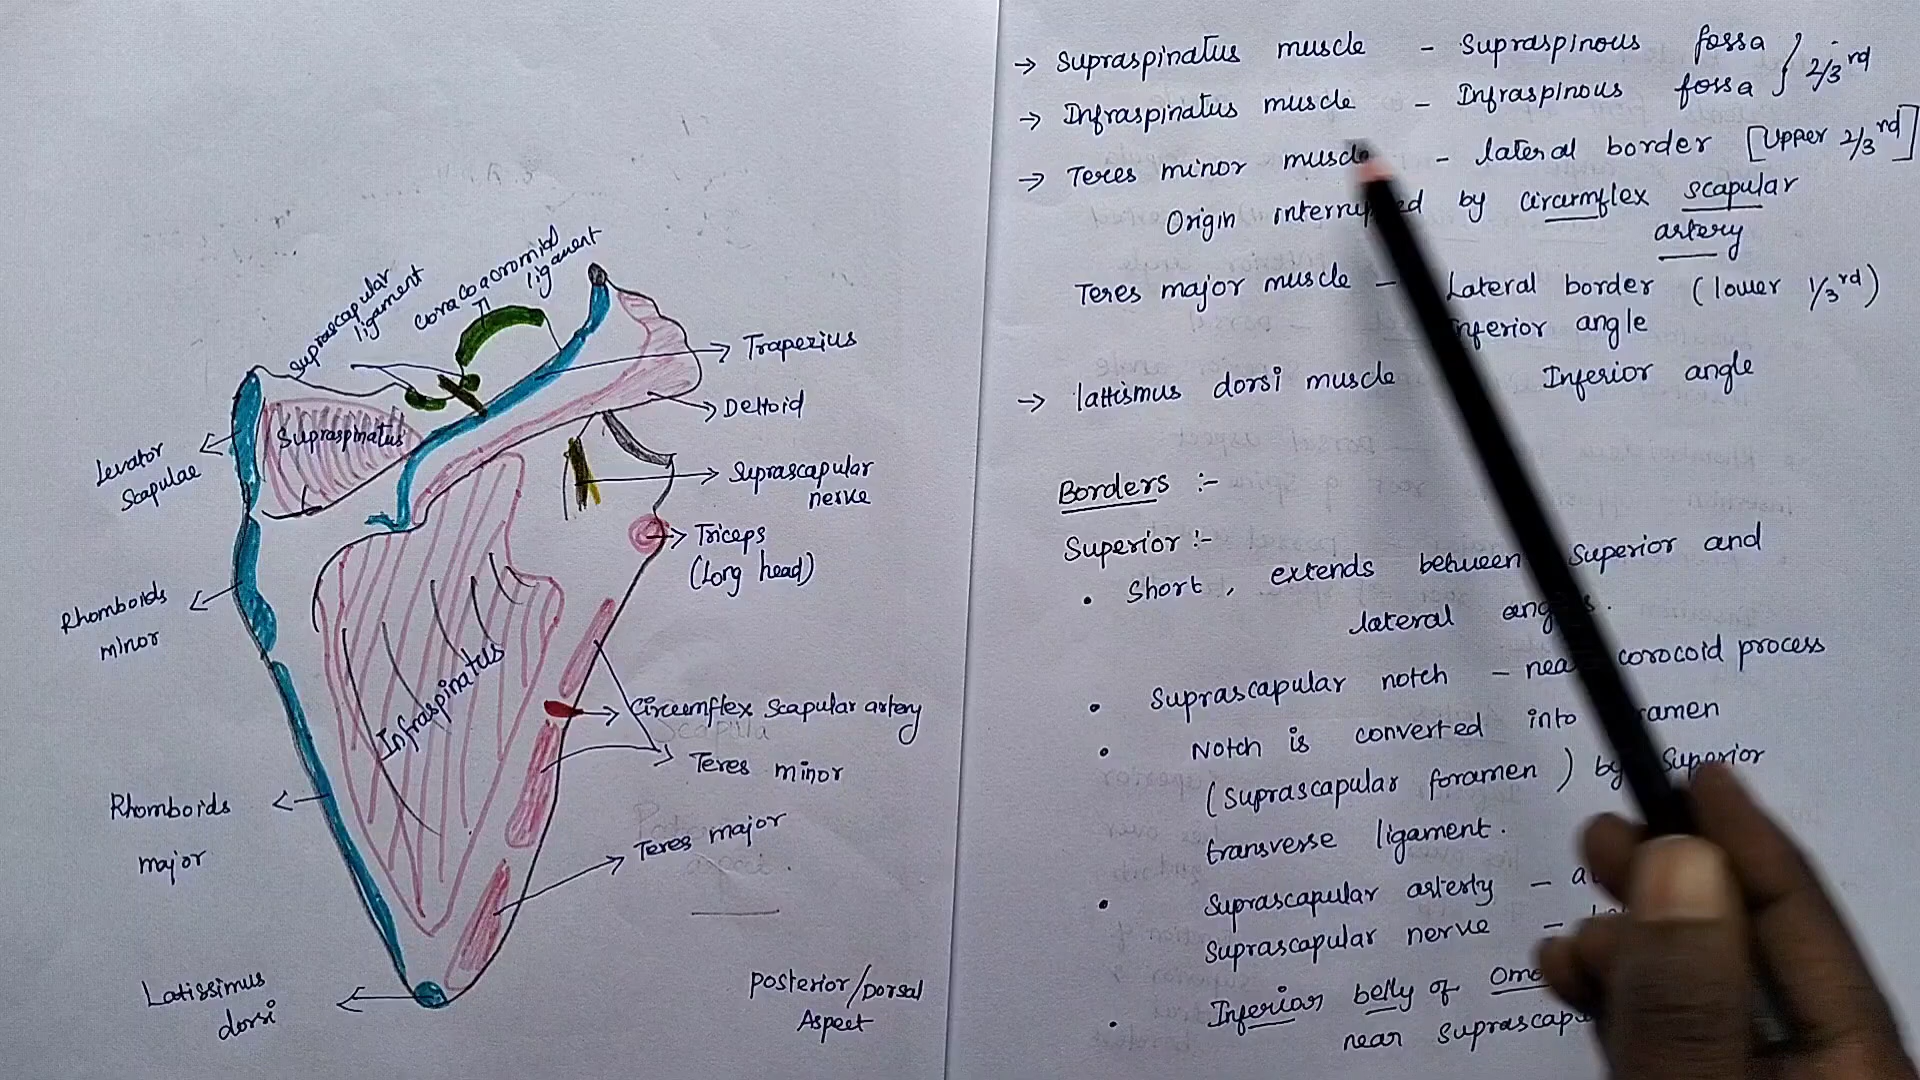 suprascapular
ligament
coracoacromial
ligament
Trapezius
Deltoid
Supraspinatus
Levator
scapulae
Suprascapular
nerve
Triceps
(Long head)
Rhomboids
minor
Infraspinatus
Circumflex scapular artery
Teres minor
Rhomboids
major
Teres major
Latissimus
dorsi
Posterior/Dorsal
Aspect
→ Supraspinatus muscle - Supraspinous fossa } 2/3rd
→ Infraspinatus muscle - Infraspinous fossa
→ Teres minor muscle - lateral border [Upper 2/3rd]
Origin interrupted by circumflex scapular
artery
Teres major muscle - Lateral border (lower 1/3rd)
Inferior angle
→ lattismus dorsi muscle Inferior angle
Borders :-
Superior :-
• Short, extends between superior and
lateral angles.
• Suprascapular notch - near corocoid process
• Notch is converted into
(suprascapular foramen) by Superior
transverse ligament.
• Suprascapular arterty -
Suprascapular nerve -
• Inferior belly of
near